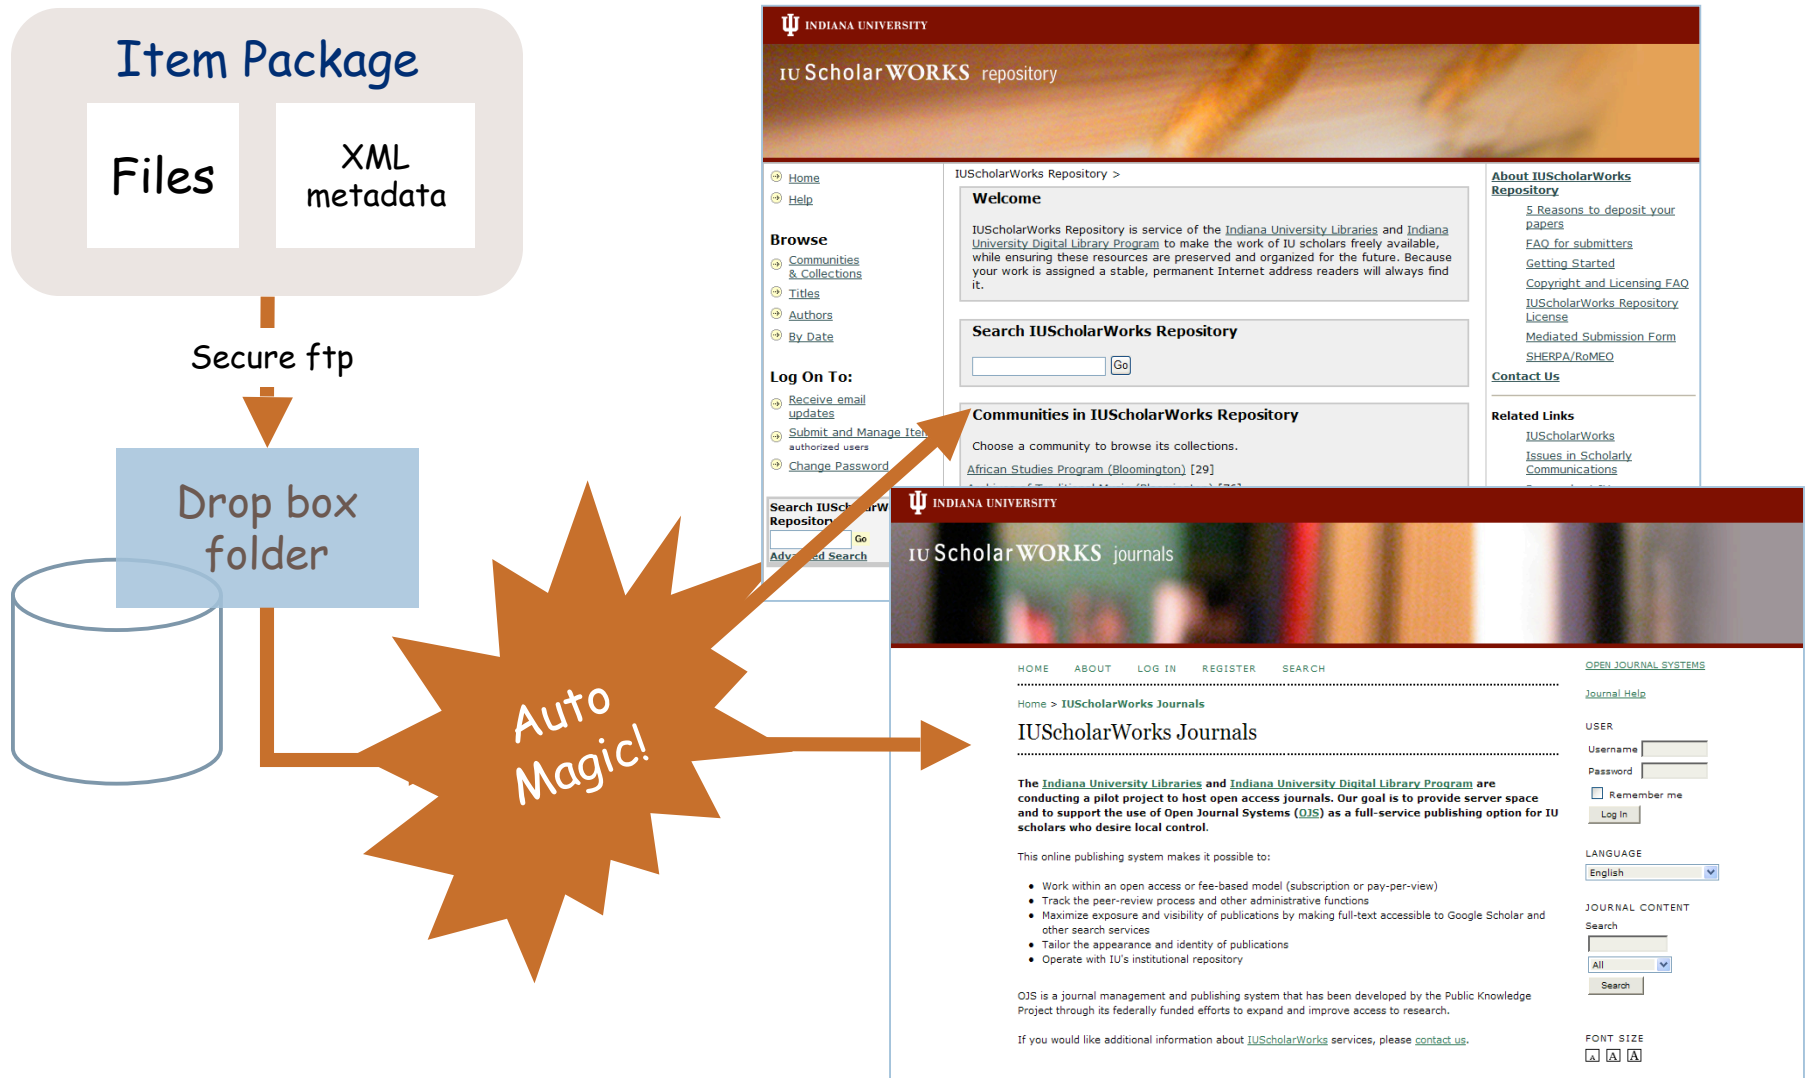 Item Package
Files
XML
metadata
Secure ftp
Drop box
folder
Auto
Magic!
INDIANA UNIVERSITY
IU ScholarWORKS repository
Home
Help
Browse
Communities
& Collections
Titles
Authors
By Date
Log On To:
Receive email
updates
Submit and Manage
authorized users
Change Password
Search
Repository
Go
Advanced Search
IUScholarWorks Repository >
Welcome
IUScholarWorks Repository is service of the Indiana University Libraries and Indiana
University Digital Library Program to make the work of IU scholars freely available,
while ensuring these resources are preserved and organized for the future. Because
your work is assigned a stable, permanent Internet address readers will always find
it.
Search IUScholarWorks Repository
Go
Communities in IUScholarWorks Repository
Choose a community to browse its collections.
African Studies Program (Bloomington) [29]
About IUScholarWorks
Repository
5 Reasons to deposit your
papers
FAQ for submitters
Getting Started
Copyright and Licensing FAQ
IUScholarWorks Repository
License
Mediated Submission Form
SHERPA/RoMEO
Contact Us
Related Links
IUScholarWorks
Issues in Scholarly
Communications
INDIANA UNIVERSITY
IU ScholarWORKS journals
HOME ABOUT LOG IN REGISTER SEARCH
Home > IUScholarWorks Journals
IUScholarWorks Journals
The Indiana University Libraries and Indiana University Digital Library Program are
conducting a pilot project to host open access journals. Our goal is to provide server space
and to support the use of Open Journal Systems (OJS) as a full-service publishing option for IU
scholars who desire local control.
This online publishing system makes it possible to:
• Work within an open access or fee-based model (subscription or pay-per-view)
• Track the peer-review process and other administrative functions
• Maximize exposure and visibility of publications by making full-text accessible to Google Scholar and
other search services
• Tailor the appearance and identity of publications
• Operate with IU's institutional repository
OJS is a journal management and publishing system that has been developed by the Public Knowledge
Project through its federally funded efforts to expand and improve access to research.
If you would like additional information about IUScholarWorks services, please contact us.
OPEN JOURNAL SYSTEMS
Journal Help
USER
Username
Password
Remember me
Log In
LANGUAGE
English
JOURNAL CONTENT
Search
All
Search
FONT SIZE
A A A